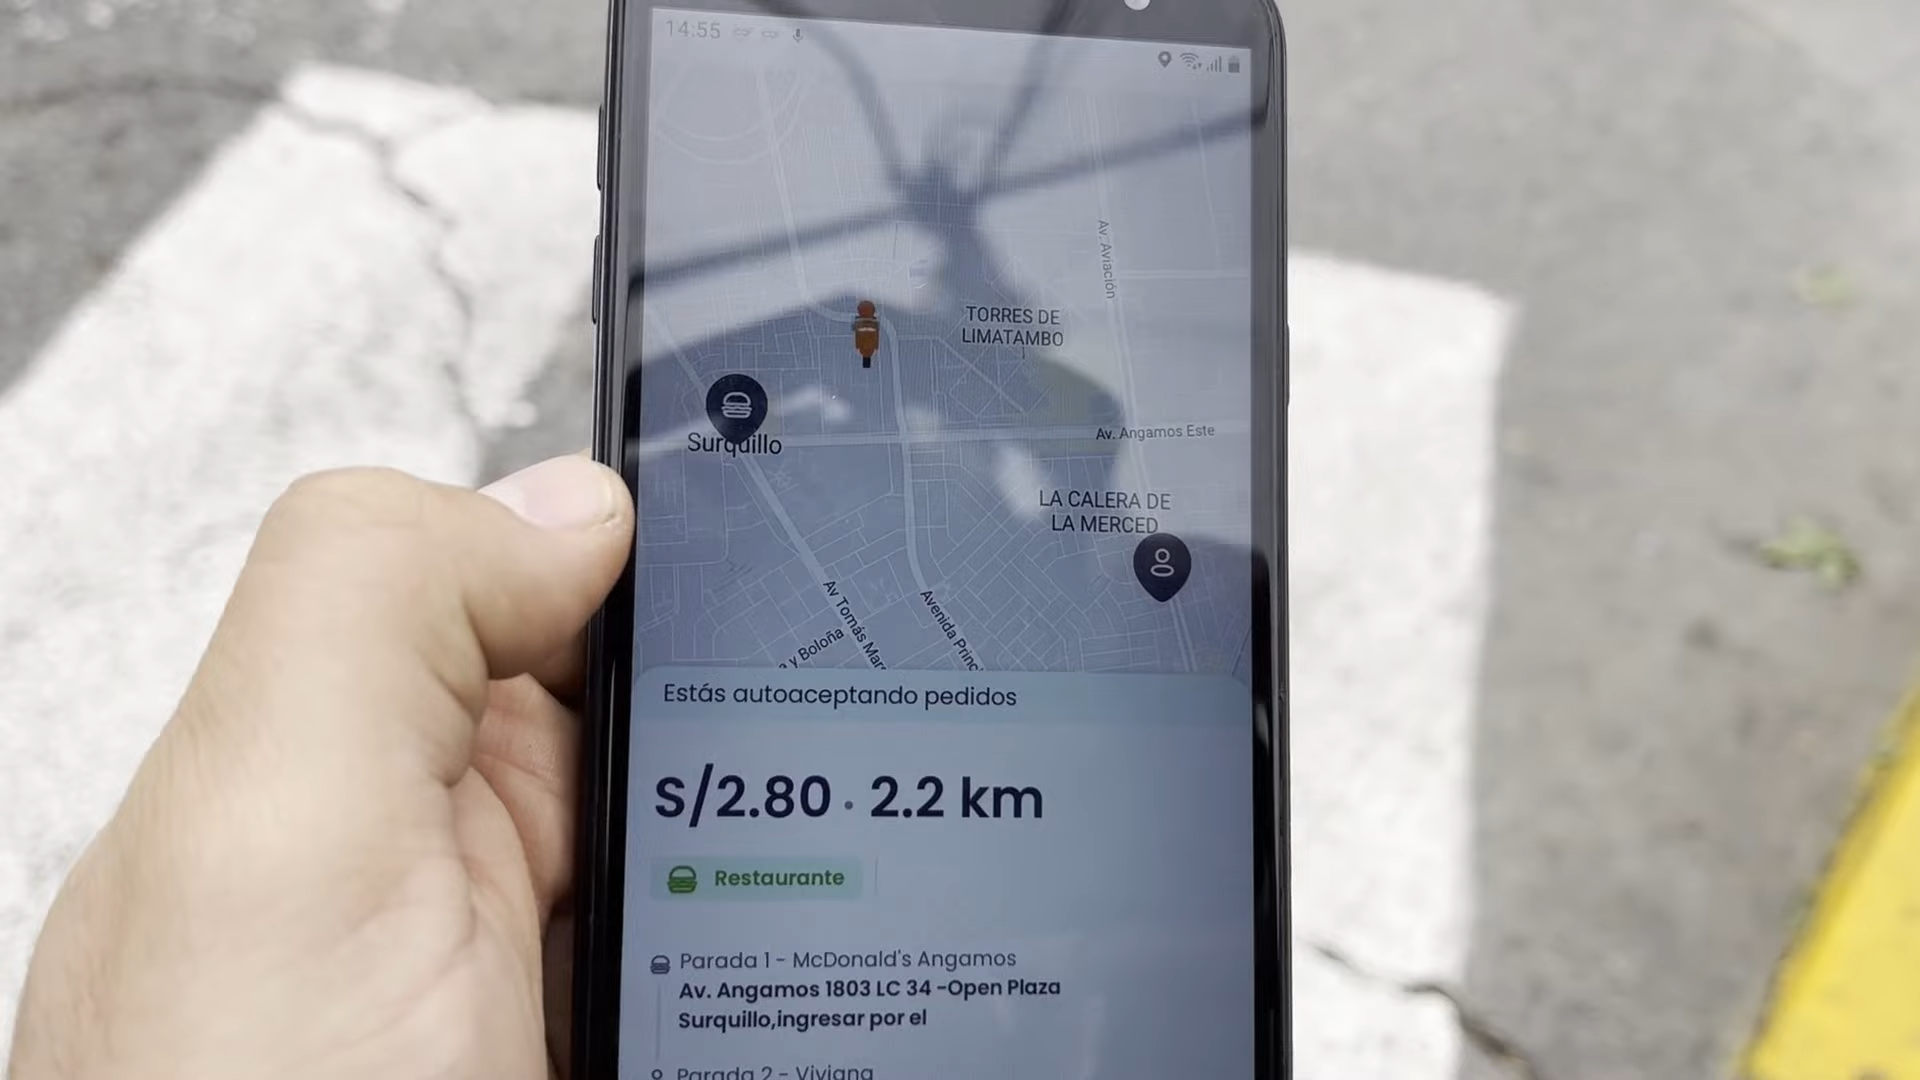 14:55
Av. Aviación
TORRES DE
LIMATAMBO
Surquillo
Av. Angamos Este
LA CALERA DE
LA MERCED
Av Tomás Mar
Avenida Princ
a y Boloña
Estás autoaceptando pedidos
S/2.80 · 2.2 km
Restaurante
Parada 1 - McDonald's Angamos
Av. Angamos 1803 LC 34 -Open Plaza
Surquillo,ingresar por el
Parada 2 - Viviana